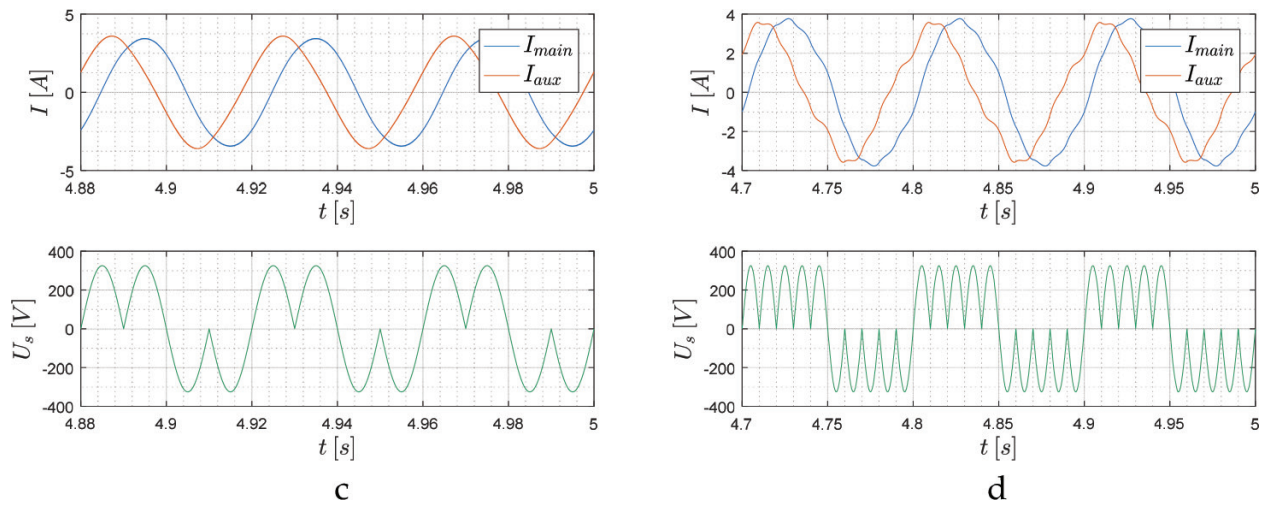 5
0
-5
I [A]
I_main
I_aux
4.88 4.9 4.92 4.94 4.96 4.98 5
t [s]
400
200
0
-200
-400
U_s [V]
4.88 4.9 4.92 4.94 4.96 4.98 5
t [s]
c
4
2
0
-2
-4
I [A]
I_main
I_aux
4.7 4.75 4.8 4.85 4.9 4.95 5
t [s]
400
200
0
-200
-400
U_s [V]
4.7 4.75 4.8 4.85 4.9 4.95 5
t [s]
d